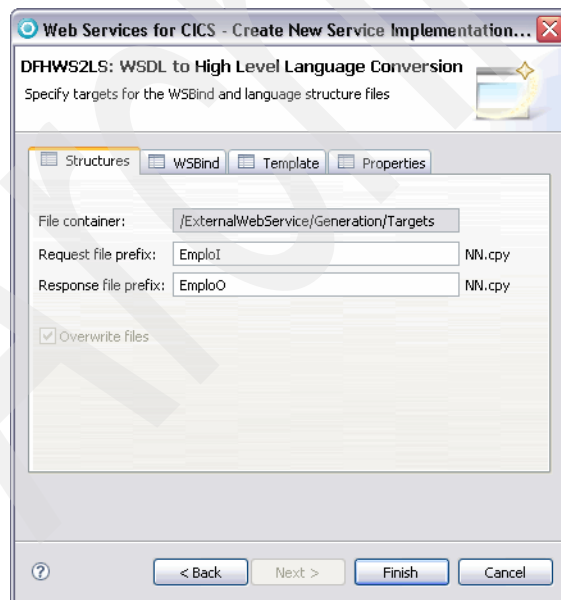 Web Services for CICS - Create New Service Implementation...
DFHWS2LS: WSDL to High Level Language Conversion
Specify targets for the WSBind and language structure files
Structures WSBind Template Properties
File container: /ExternalWebService/Generation/Targets
Request file prefix: EmploI NN.cpy
Response file prefix: EmploO NN.cpy
Overwrite files
? < Back Next > Finish Cancel